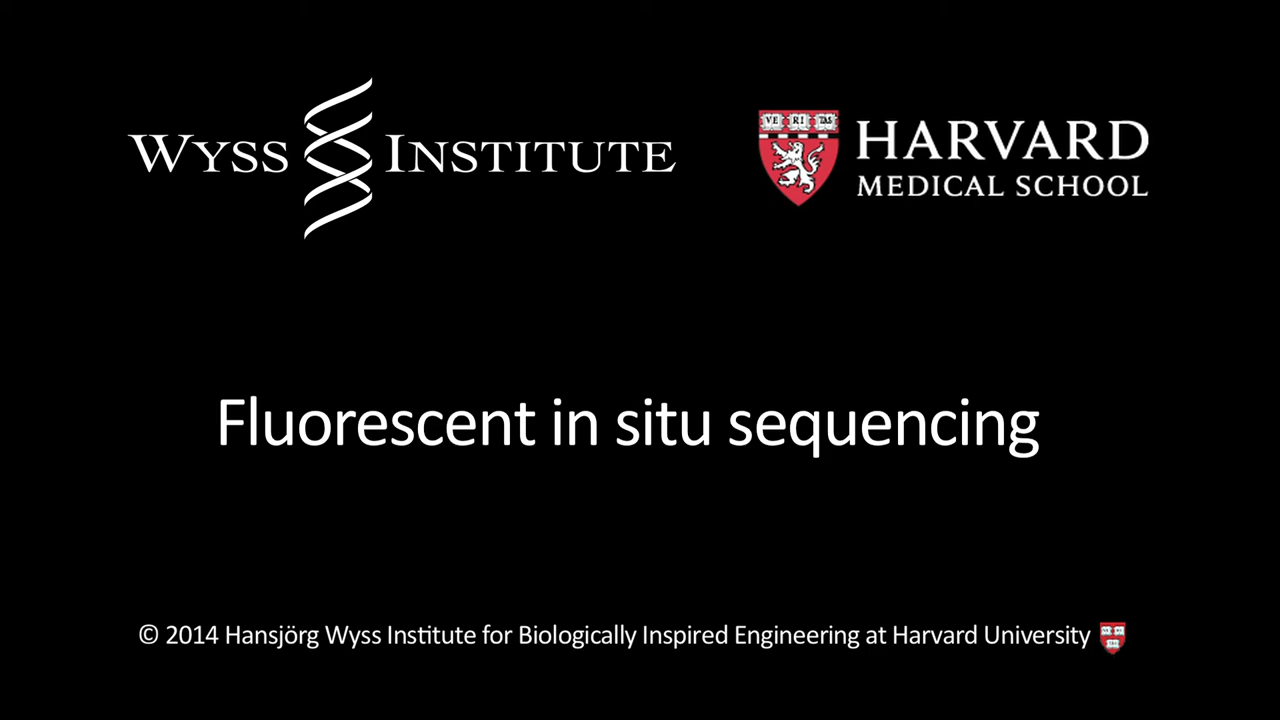 WYSS INSTITUTE
VE RI TAS
HARVARD
MEDICAL SCHOOL
Fluorescent in situ sequencing
© 2014 Hansjörg Wyss Institute for Biologically Inspired Engineering at Harvard University